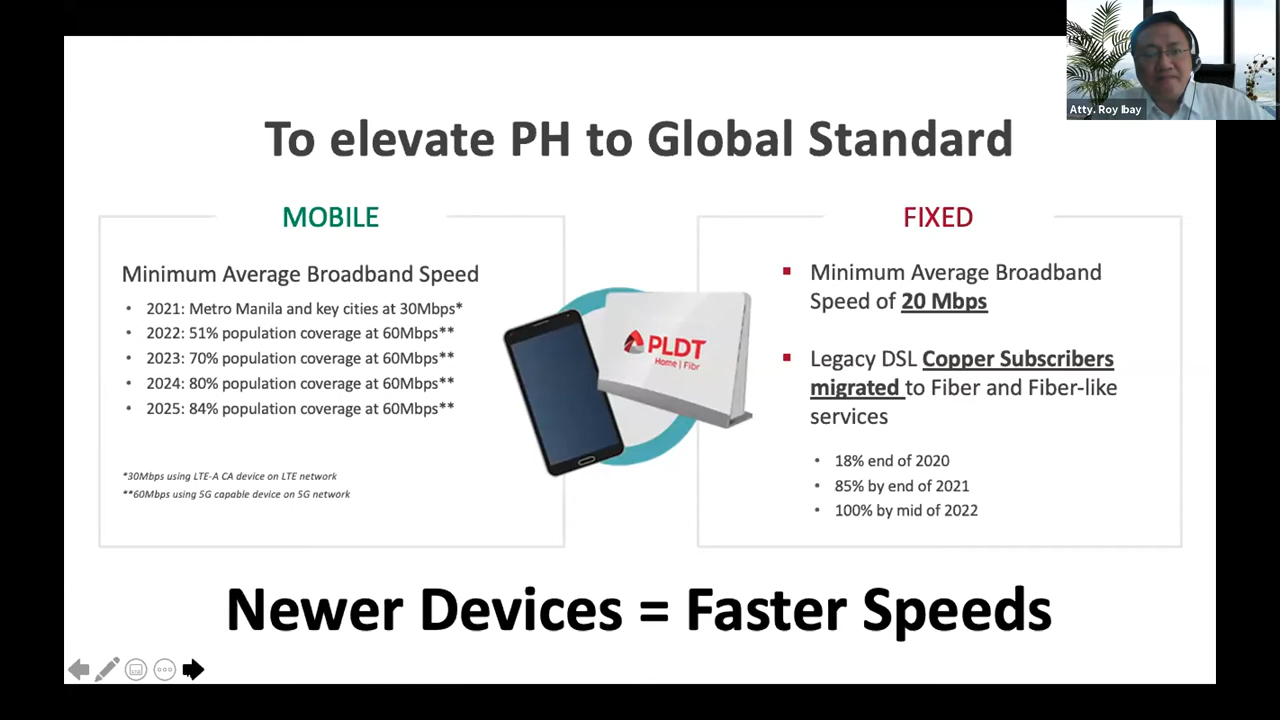 Atty. Roy Ibay
To elevate PH to Global Standard
MOBILE
Minimum Average Broadband Speed
• 2021: Metro Manila and key cities at 30Mbps*
• 2022: 51% population coverage at 60Mbps**
• 2023: 70% population coverage at 60Mbps**
• 2024: 80% population coverage at 60Mbps**
• 2025: 84% population coverage at 60Mbps**
*30Mbps using LTE-A CA device on LTE network
**60Mbps using 5G capable device on 5G network
PLDT
Home | Fibr
FIXED
▪ Minimum Average Broadband
Speed of 20 Mbps
▪ Legacy DSL Copper Subscribers
migrated to Fiber and Fiber-like
services
• 18% end of 2020
• 85% by end of 2021
• 100% by mid of 2022
Newer Devices = Faster Speeds